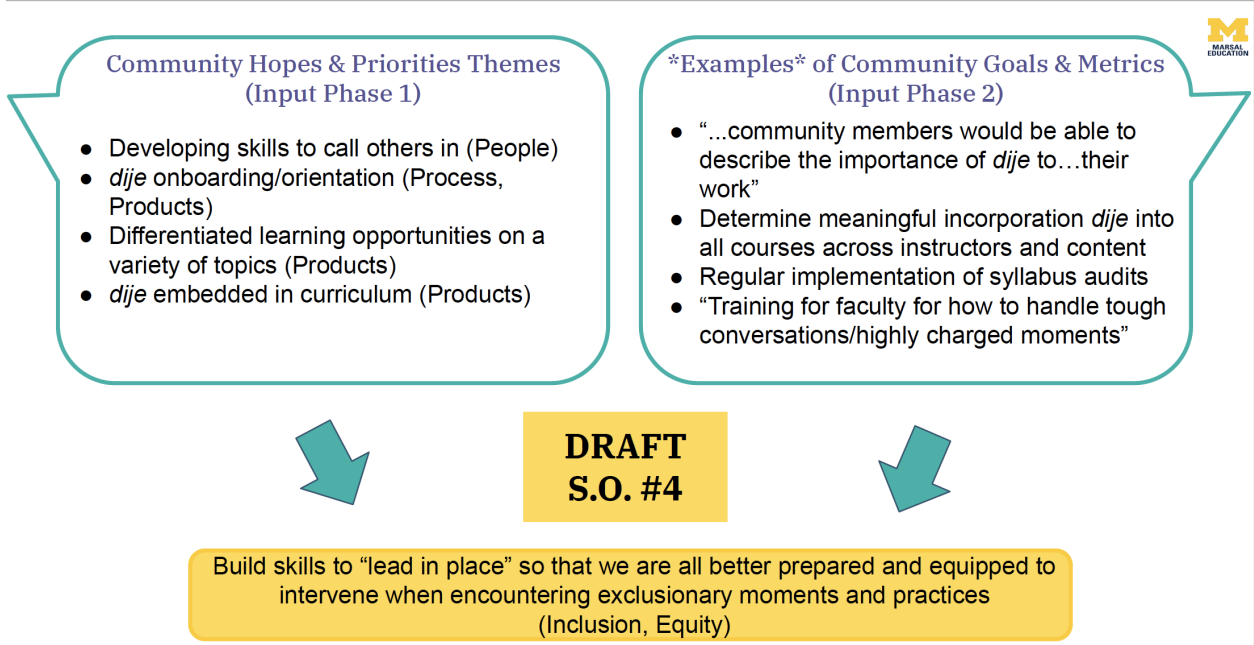 M
MARSAL
EDUCATION
Community Hopes & Priorities Themes
(Input Phase 1)
● Developing skills to call others in (People)
● dije onboarding/orientation (Process,
Products)
● Differentiated learning opportunities on a
variety of topics (Products)
● dije embedded in curriculum (Products)
*Examples* of Community Goals & Metrics
(Input Phase 2)
● “...community members would be able to
describe the importance of dije to…their
work”
● Determine meaningful incorporation dije into
all courses across instructors and content
● Regular implementation of syllabus audits
● “Training for faculty for how to handle tough
conversations/highly charged moments”
DRAFT
S.O. #4
Build skills to “lead in place” so that we are all better prepared and equipped to
intervene when encountering exclusionary moments and practices
(Inclusion, Equity)